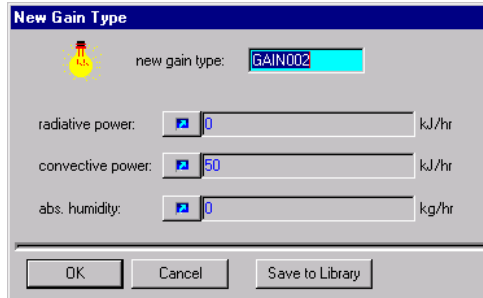 New Gain Type
new gain type: GAIN002
radiative power: 0 kJ/hr
convective power: 50 kJ/hr
abs. humidity: 0 kg/hr
OK Cancel Save to Library